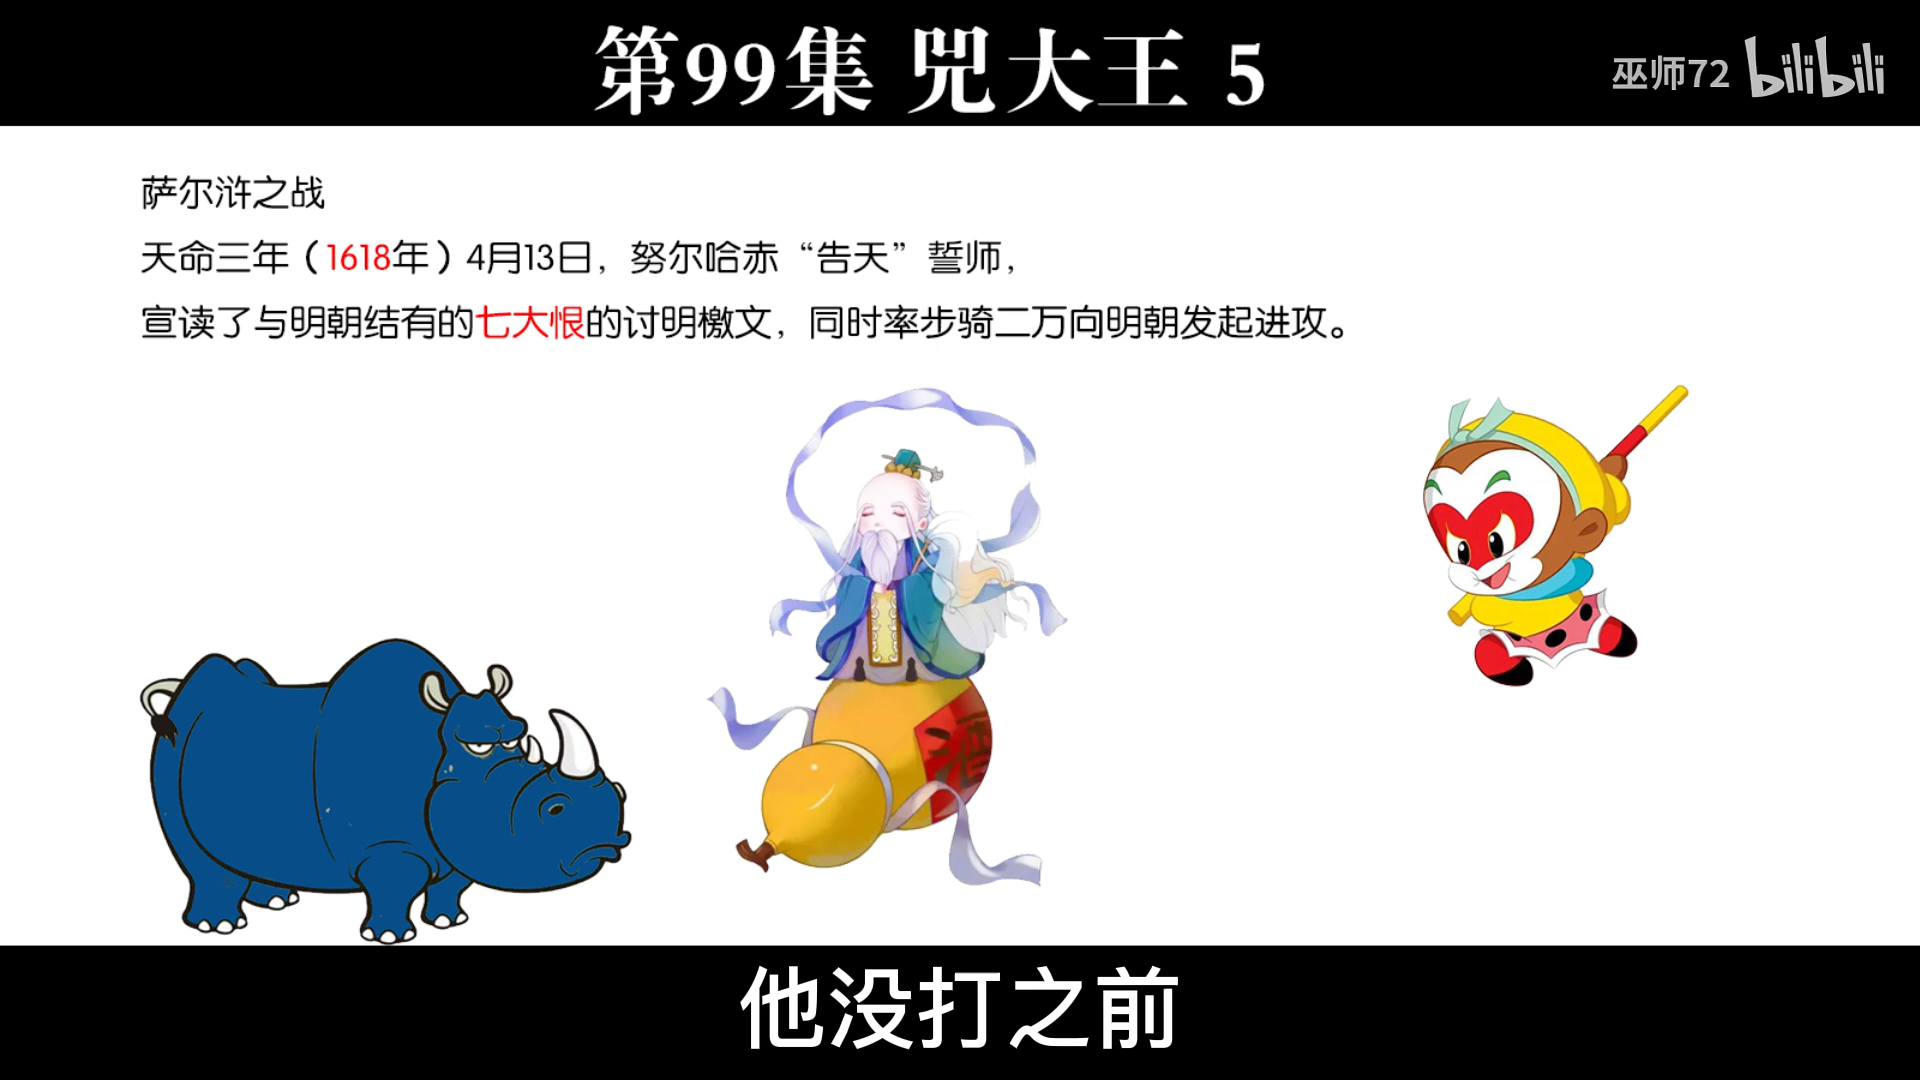 第99集 兕大王 5
巫师72 bilibili
萨尔浒之战
天命三年（1618年）4月13日，努尔哈赤“告天”誓师，
宣读了与明朝结有的七大恨的讨明檄文，同时率步骑二万向明朝发起进攻。
酒
他没打之前